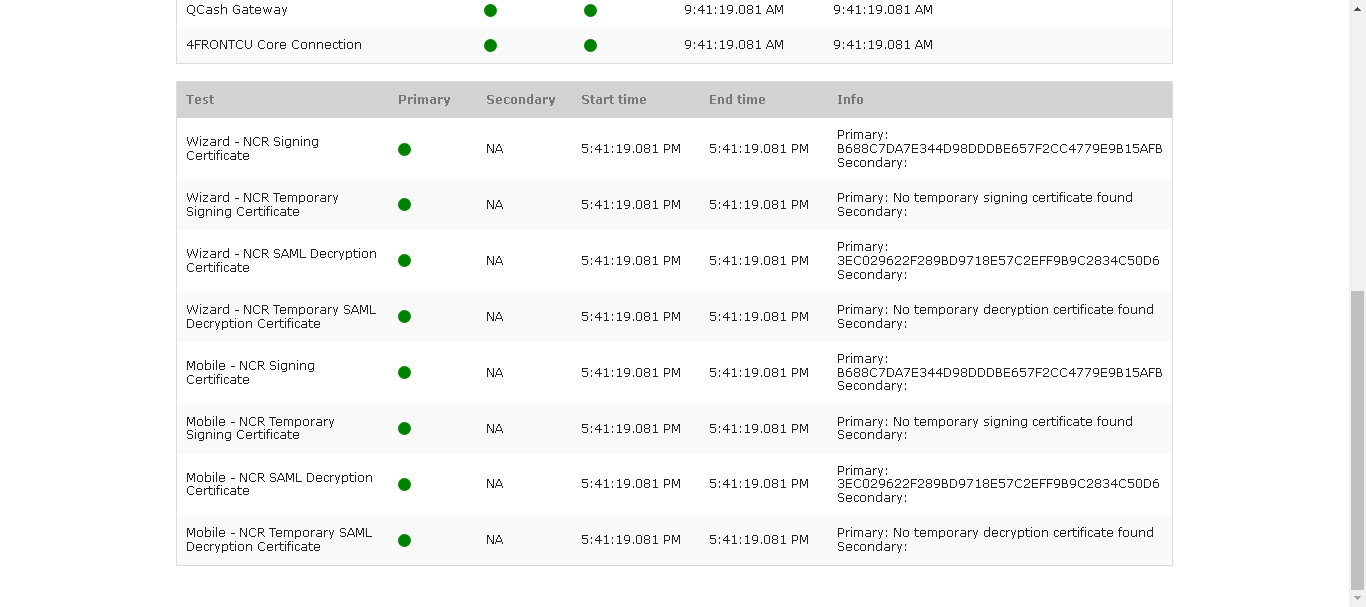 QCash Gateway 9:41:19.081 AM 9:41:19.081 AM
4FRONTCU Core Connection 9:41:19.081 AM 9:41:19.081 AM
Test Primary Secondary Start time End time Info
Wizard - NCR Signing
Certificate
NA 5:41:19.081 PM 5:41:19.081 PM
Primary:
B688C7DA7E344D98DDDBE657F2CC4779E9B15AFB
Secondary:
Wizard - NCR Temporary
Signing Certificate
NA 5:41:19.081 PM 5:41:19.081 PM
Primary: No temporary signing certificate found
Secondary:
Wizard - NCR SAML Decryption
Certificate
NA 5:41:19.081 PM 5:41:19.081 PM
Primary:
3EC029622F289BD9718E57C2EFF9B9C2834C50D6
Secondary:
Wizard - NCR Temporary SAML
Decryption Certificate
NA 5:41:19.081 PM 5:41:19.081 PM
Primary: No temporary decryption certificate found
Secondary:
Mobile - NCR Signing
Certificate
NA 5:41:19.081 PM 5:41:19.081 PM
Primary:
B688C7DA7E344D98DDDBE657F2CC4779E9B15AFB
Secondary:
Mobile - NCR Temporary
Signing Certificate
NA 5:41:19.081 PM 5:41:19.081 PM
Primary: No temporary signing certificate found
Secondary:
Mobile - NCR SAML Decryption
Certificate
NA 5:41:19.081 PM 5:41:19.081 PM
Primary:
3EC029622F289BD9718E57C2EFF9B9C2834C50D6
Secondary:
Mobile - NCR Temporary SAML
Decryption Certificate
NA 5:41:19.081 PM 5:41:19.081 PM
Primary: No temporary decryption certificate found
Secondary: